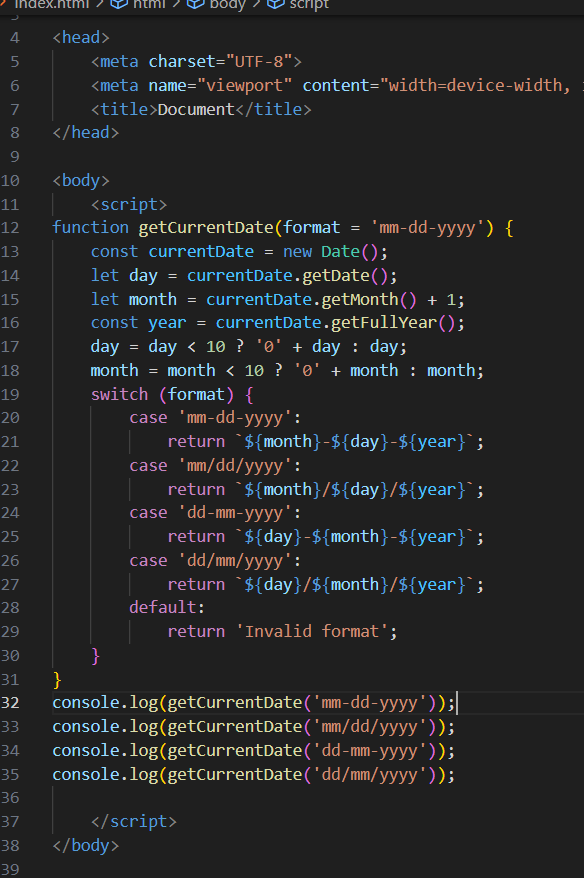 index.html > html > body > script
3
4 <head>
5 <meta charset="UTF-8">
6 <meta name="viewport" content="width=device-width,
7 <title>Document</title>
8 </head>
9
10 <body>
11 <script>
12 function getCurrentDate(format = 'mm-dd-yyyy') {
13 const currentDate = new Date();
14 let day = currentDate.getDate();
15 let month = currentDate.getMonth() + 1;
16 const year = currentDate.getFullYear();
17 day = day < 10 ? '0' + day : day;
18 month = month < 10 ? '0' + month : month;
19 switch (format) {
20 case 'mm-dd-yyyy':
21 return `${month}-${day}-${year}`;
22 case 'mm/dd/yyyy':
23 return `${month}/${day}/${year}`;
24 case 'dd-mm-yyyy':
25 return `${day}-${month}-${year}`;
26 case 'dd/mm/yyyy':
27 return `${day}/${month}/${year}`;
28 default:
29 return 'Invalid format';
30 }
31 }
32 console.log(getCurrentDate('mm-dd-yyyy'));
33 console.log(getCurrentDate('mm/dd/yyyy'));
34 console.log(getCurrentDate('dd-mm-yyyy'));
35 console.log(getCurrentDate('dd/mm/yyyy'));
36
37 </script>
38 </body>
39